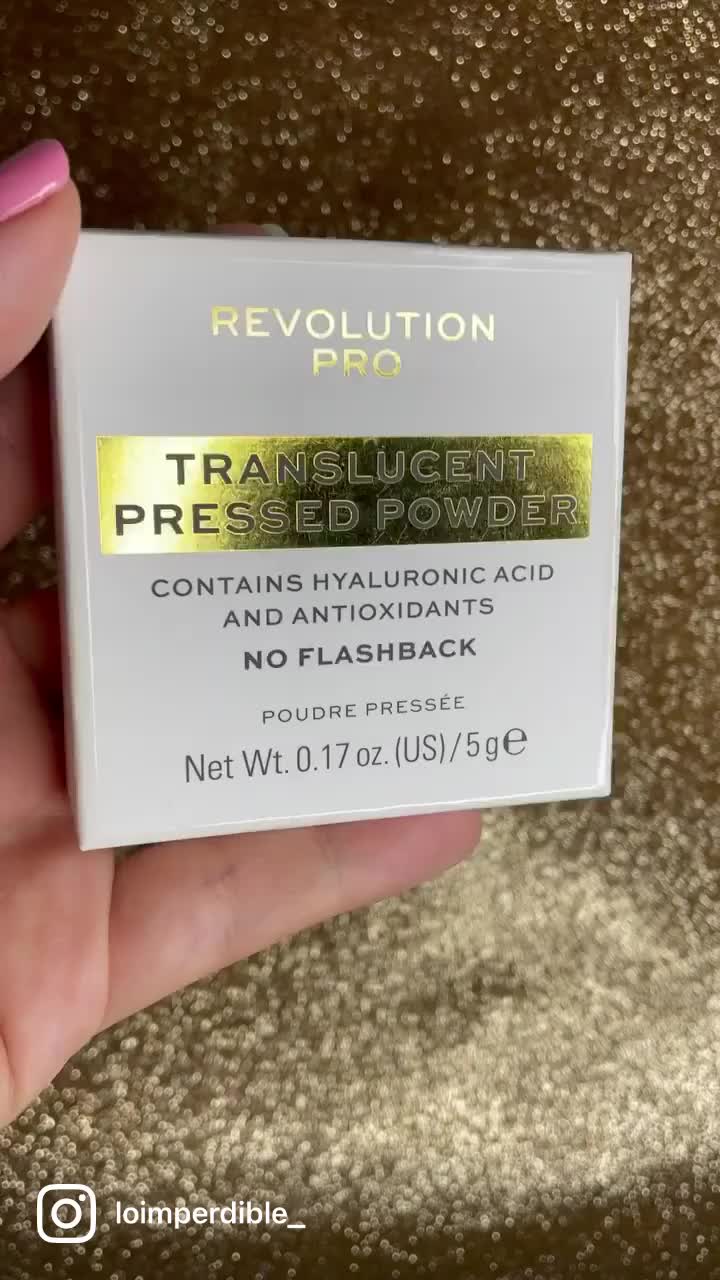 REVOLUTION
PRO
TRANSLUCENT
PRESSED POWDER
CONTAINS HYALURONIC ACID
AND ANTIOXIDANTS
NO FLASHBACK
POUDRE PRESSÉE
Net Wt. 0.17 oz. (US)/5 g℮
loimperdible_